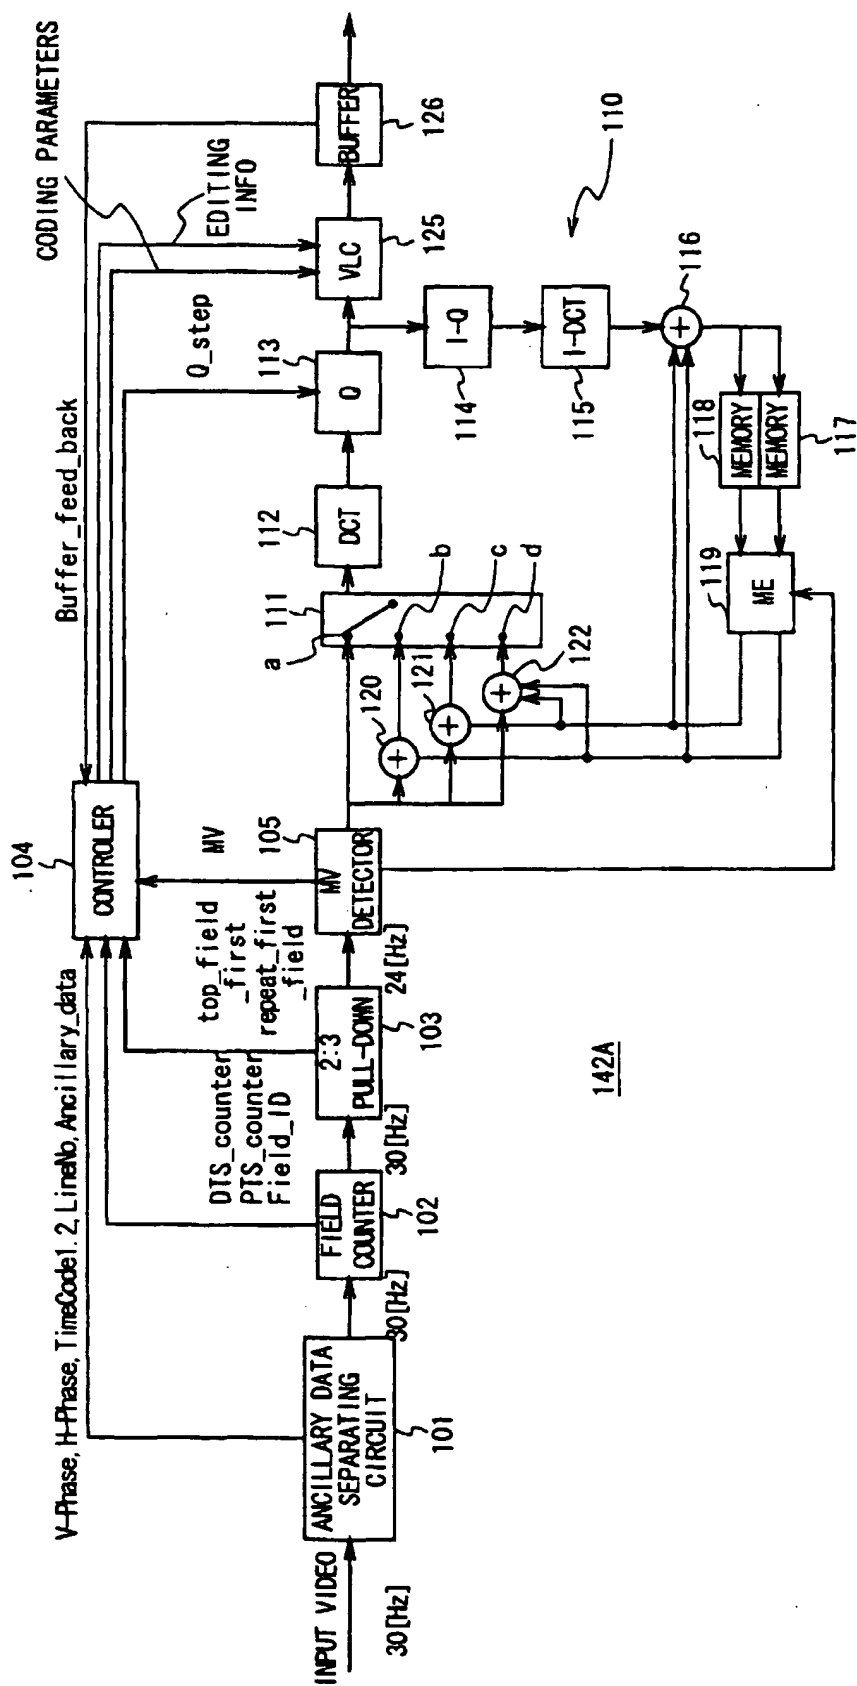 CODING PARAMETERS
EDITING
INFO
Buffer_feed_back
Q_step
V-Phase, H-Phase, TimeCode1. 2, LineNo, Ancillary_data
104
CONTROLER
MV
top_field
_first
repeat_first
_field
DTS_counter
PTS_counter
Field_ID
INPUT VIDEO
30[Hz]
ANCILLARY DATA
SEPARATING
CIRCUIT
101
30[Hz]
FIELD
COUNTER
102
30[Hz]
2:3
PULL-DOWN
103
24[Hz]
105
MV
DETECTOR
120
121
122
a
111
b
c
d
112
DCT
113
Q
VLC
125
BUFFER
126
I-Q
114
I-DCT
115
110
116
118
MEMORY
MEMORY
117
119
ME
142A